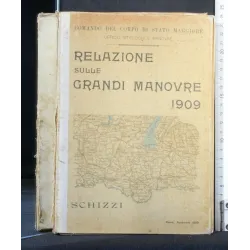 COMANDO DEL CORPO DI STATO MAGGIORE
RELAZIONE
SULLE
GRANDI MANOVRE
1909
SCHIZZI